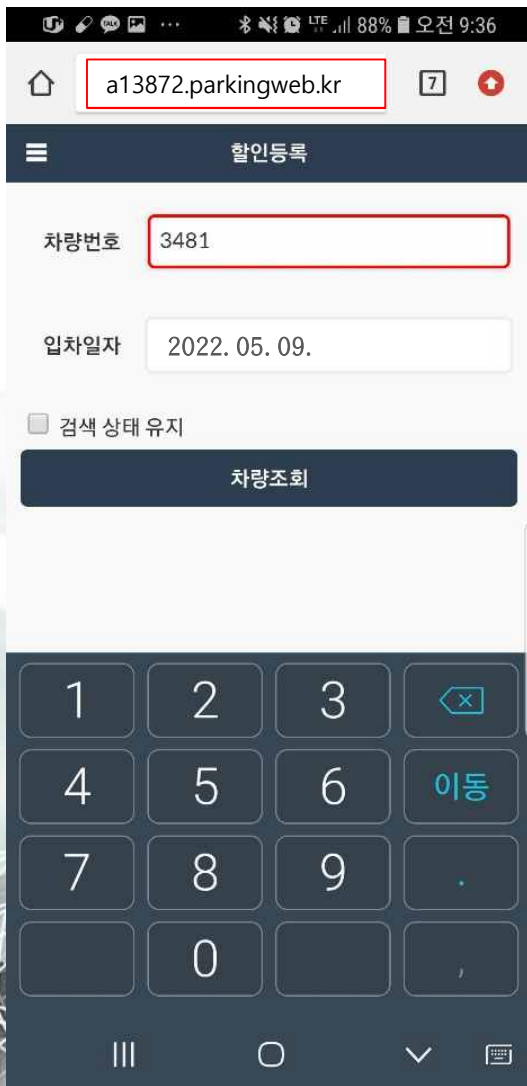 TALK LTE 88% 오전 9:36
a13872.parkingweb.kr 7
할인등록
차량번호 3481
입차일자 2022. 05. 09.
검색 상태 유지
차량조회
1 2 3
4 5 6 이동
7 8 9 .
0 ,